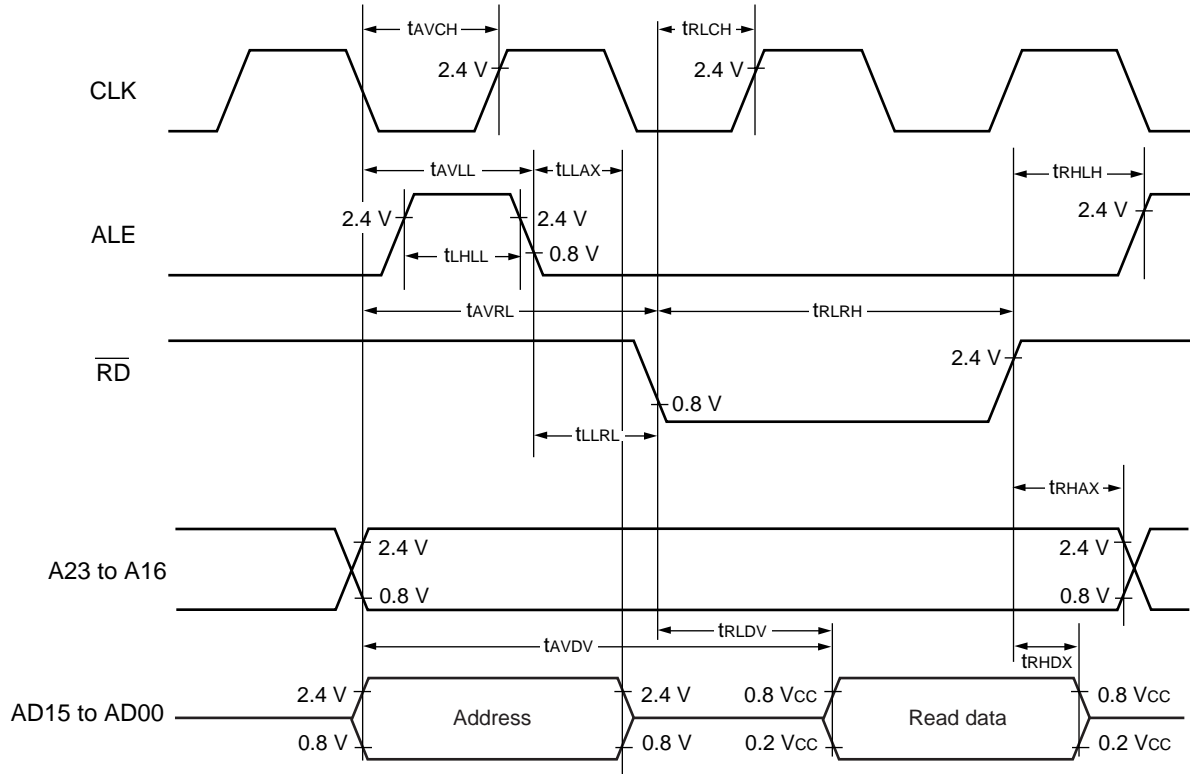 tAVCH
tRLCH
2.4 V
2.4 V
CLK
tAVLL
tLLAX
tRHLH
2.4 V
2.4 V
2.4 V
ALE
tLHLL
0.8 V
tAVRL
tRLRH
RD
2.4 V
0.8 V
tLLRL
tRHAX
2.4 V
2.4 V
A23 to A16
0.8 V
0.8 V
tRLDV
tAVDV
tRHDX
2.4 V
2.4 V
0.8 VCC
0.8 VCC
AD15 to AD00
Address
Read data
0.8 V
0.8 V
0.2 VCC
0.2 VCC